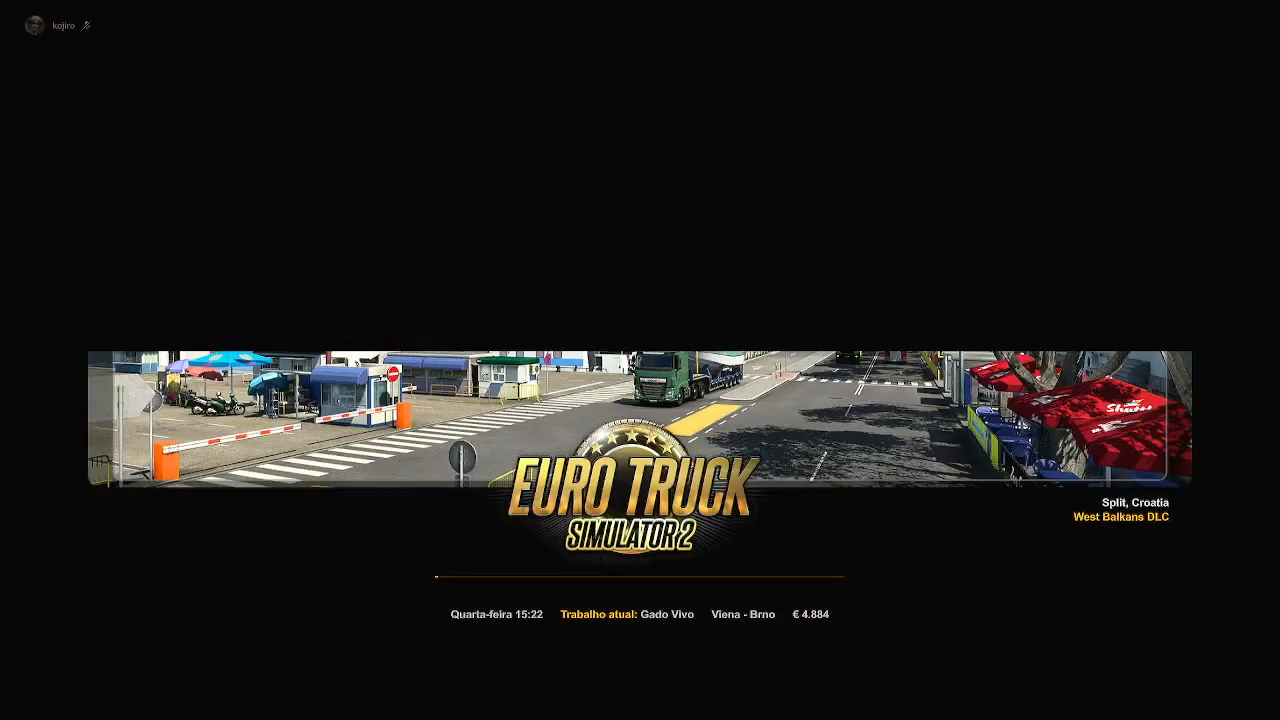 kojiro
EURO TRUCK
SIMULATOR 2
Split, Croatia
West Balkans DLC
Quarta-feira 15:22 Trabalho atual: Gado Vivo Viena - Brno € 4.884